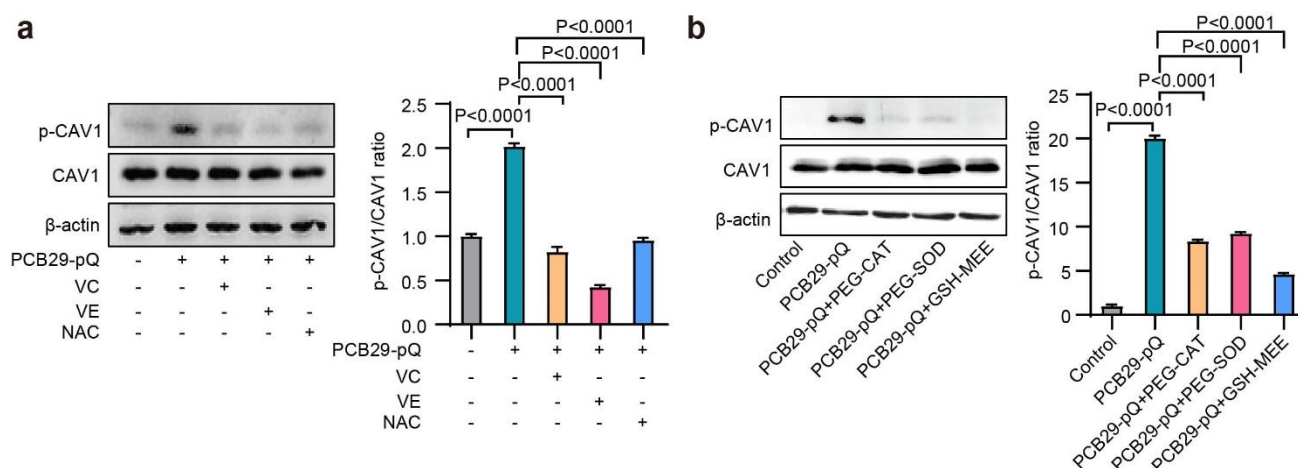 a
p-CAV1
CAV1
β-actin
PCB29-pQ - + + + +
VC - - + - -
VE - - - + -
NAC - - - - +
P<0.0001
P<0.0001
P<0.0001
P<0.0001
p-CAV1/CAV1 ratio
2.5
2.0
1.5
1.0
0.5
0.0
PCB29-pQ - + + + +
VC - - + - -
VE - - - + -
NAC - - - - +
b
p-CAV1
CAV1
β-actin
Control
PCB29-pQ
PCB29-pQ+PEG-CAT
PCB29-pQ+PEG-SOD
PCB29-pQ+GSH-MEE
P<0.0001
P<0.0001
P<0.0001
P<0.0001
p-CAV1/CAV1 ratio
25
20
15
10
5
0
Control
PCB29-pQ
PCB29-pQ+PEG-CAT
PCB29-pQ+PEG-SOD
PCB29-pQ+GSH-MEE